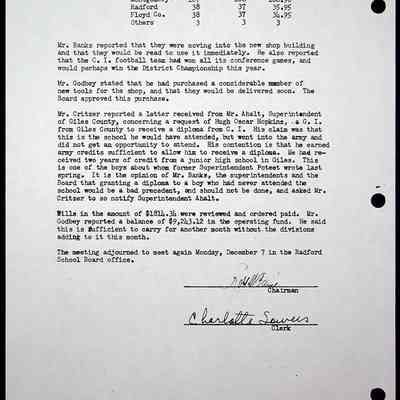 Radford 38 37 35.95
Floyd Co. 38 37 34.95
Others 3 3 3
Mr. Banks reported that they were moving into the new shop building
and that they would be read to use it immediately. He also reported
that the C. I. football team had won all its conference games, and
would perhaps win the District Championship this year.
Mr. Godbey stated that he had purchased a considerable number of
new tools for the shop, and that they would be delivered soon. The
Board approved this purchase.
Mr. Critzer reported a letter received from Mr. Ahalt, Superintendent
of Giles County, concerning a request of Hugh Oscar Hopkins, a G. I.
from Giles County to receive a diploma from C. I. His claim was that
this is the school he would have attended, but went into the army and
did not get an opportunity to attend. His contention is that he earned
army credits sufficient to allow him to receive a diploma. He had re-
ceived two years of credit from a junior high school in Giles. This
is one of the boys about whom former Superintendent Poteet wrote last
spring. It is the opinion of Mr. Banks, the superintendents and the
Board that granting a diploma to a boy who had never attended the
school would be a bad precedent, and should not be done, and asked Mr.
Critzer to so notify Superintendent Ahalt.
Bills in the amount of $1814.34 were reviewed and ordered paid. Mr.
Godbey reported a balance of $9,243.12 in the operating fund. He said
this is sufficient to carry for another month without the divisions
adding to it this month.
The meeting adjourned to meet again Monday, December 7 in the Radford
School Board office.
Chairman
Charlotte Sowers
Clerk